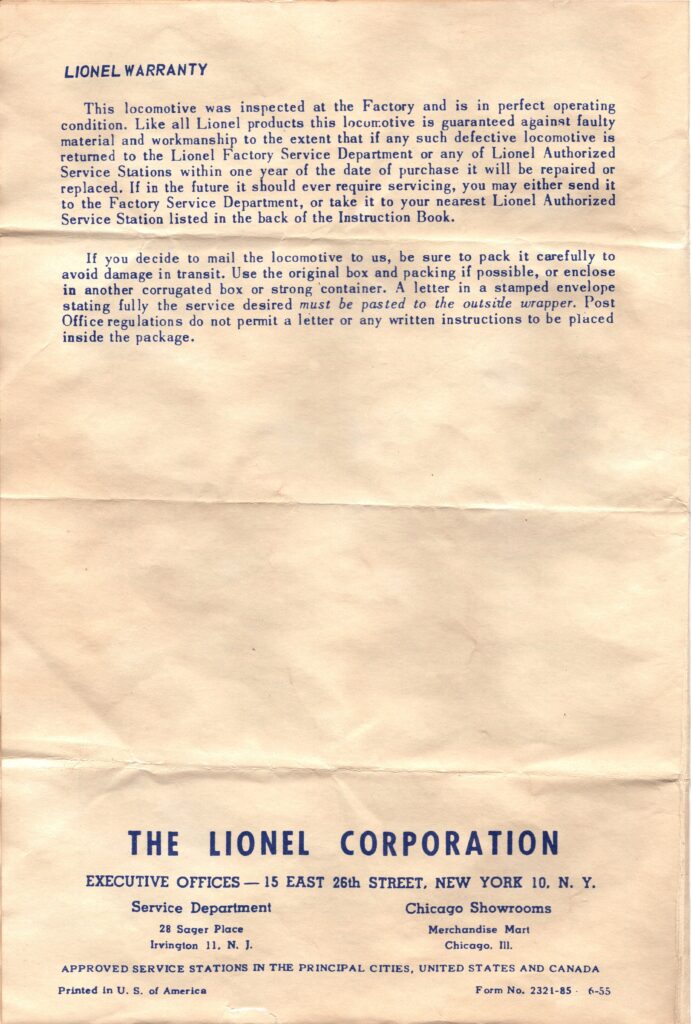 LIONEL WARRANTY
This locomotive was inspected at the Factory and is in perfect operating
condition. Like all Lionel products this locomotive is guaranteed against faulty
material and workmanship to the extent that if any such defective locomotive is
returned to the Lionel Factory Service Department or any of Lionel Authorized
Service Stations within one year of the date of purchase it will be repaired or
replaced. If in the future it should ever require servicing, you may either send it
to the Factory Service Department, or take it to your nearest Lionel Authorized
Service Station listed in the back of the Instruction Book.
If you decide to mail the locomotive to us, be sure to pack it carefully to
avoid damage in transit. Use the original box and packing if possible, or enclose
in another corrugated box or strong container. A letter in a stamped envelope
stating fully the service desired must be pasted to the outside wrapper. Post
Office regulations do not permit a letter or any written instructions to be placed
inside the package.
THE LIONEL CORPORATION
EXECUTIVE OFFICES — 15 EAST 26th STREET, NEW YORK 10, N. Y.
Service Department
28 Sager Place
Irvington 11, N. J.
Chicago Showrooms
Merchandise Mart
Chicago, Ill.
APPROVED SERVICE STATIONS IN THE PRINCIPAL CITIES, UNITED STATES AND CANADA
Printed in U. S. of America
Form No. 2321-85 · 6-55